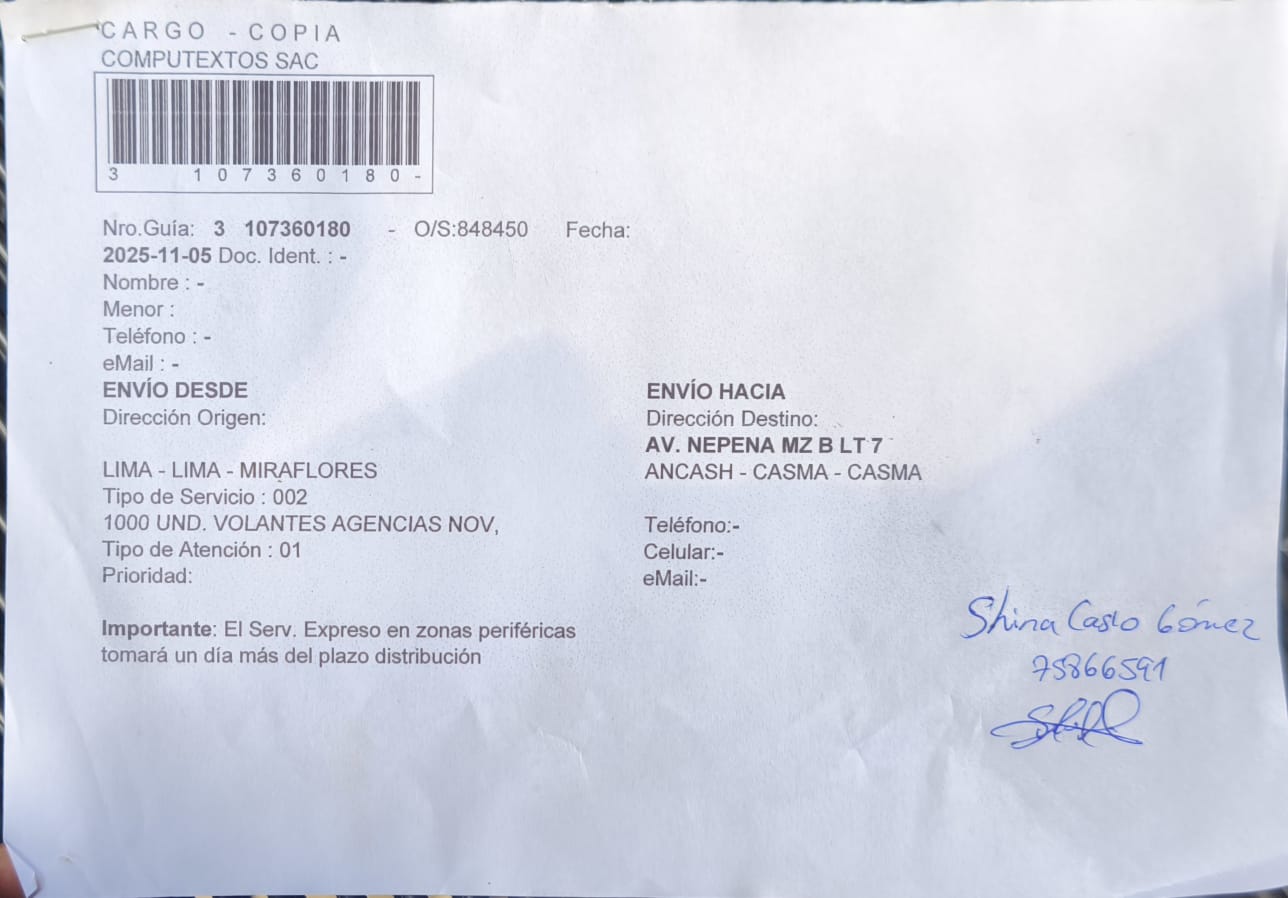 CARGO - COPIA
COMPUTEXTOS SAC
3 107360180-
Nro.Guía: 3 107360180 - O/S:848450 Fecha:
2025-11-05 Doc. Ident. : -
Nombre : -
Menor :
Teléfono : -
eMail : -
ENVÍO DESDE
Dirección Origen:
LIMA - LIMA - MIRAFLORES
Tipo de Servicio : 002
1000 UND. VOLANTES AGENCIAS NOV,
Tipo de Atención : 01
Prioridad:
ENVÍO HACIA
Dirección Destino:
AV. NEPENA MZ B LT 7
ANCASH - CASMA - CASMA
Teléfono:-
Celular:-
eMail:-
Importante: El Serv. Expreso en zonas periféricas
tomará un día más del plazo distribución
Shina Casto Gómez
75866591